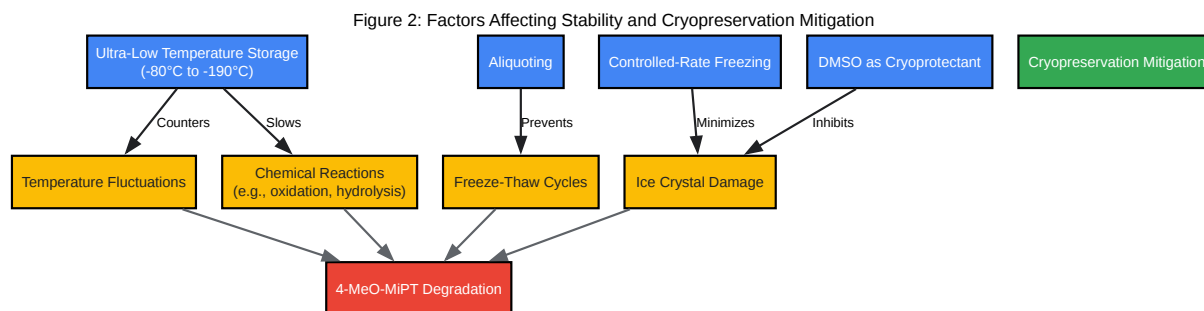 Figure 2: Factors Affecting Stability and Cryopreservation Mitigation
Ultra-Low Temperature Storage
(-80°C to -190°C)
Aliquoting
Controlled-Rate Freezing
DMSO as Cryoprotectant
Cryopreservation Mitigation
Counters
Slows
Prevents
Minimizes
Inhibits
Temperature Fluctuations
Chemical Reactions
(e.g., oxidation, hydrolysis)
Freeze-Thaw Cycles
Ice Crystal Damage
4-MeO-MiPT Degradation